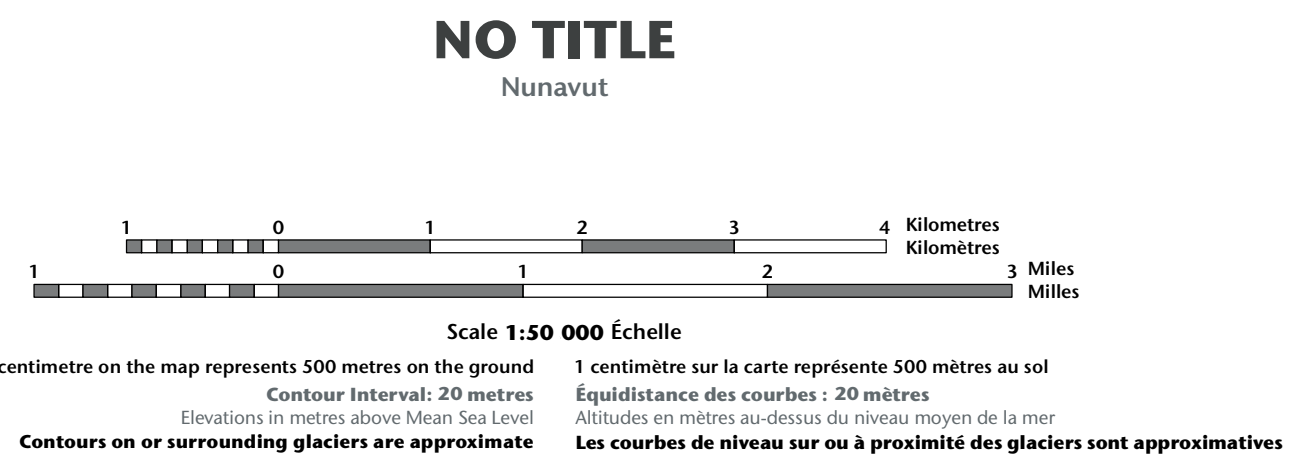 NO TITLE
Nunavut
1 0 1 2 3 4 Kilometres
Kilomètres
1 0 1 2 3 Miles
Milles
Scale 1:50 000 Échelle
centimetre on the map represents 500 metres on the ground
1 centimètre sur la carte représente 500 mètres au sol
Contour Interval: 20 metres
Équidistance des courbes : 20 mètres
Elevations in metres above Mean Sea Level
Altitudes en mètres au-dessus du niveau moyen de la mer
Contours on or surrounding glaciers are approximate
Les courbes de niveau sur ou à proximité des glaciers sont approximatives